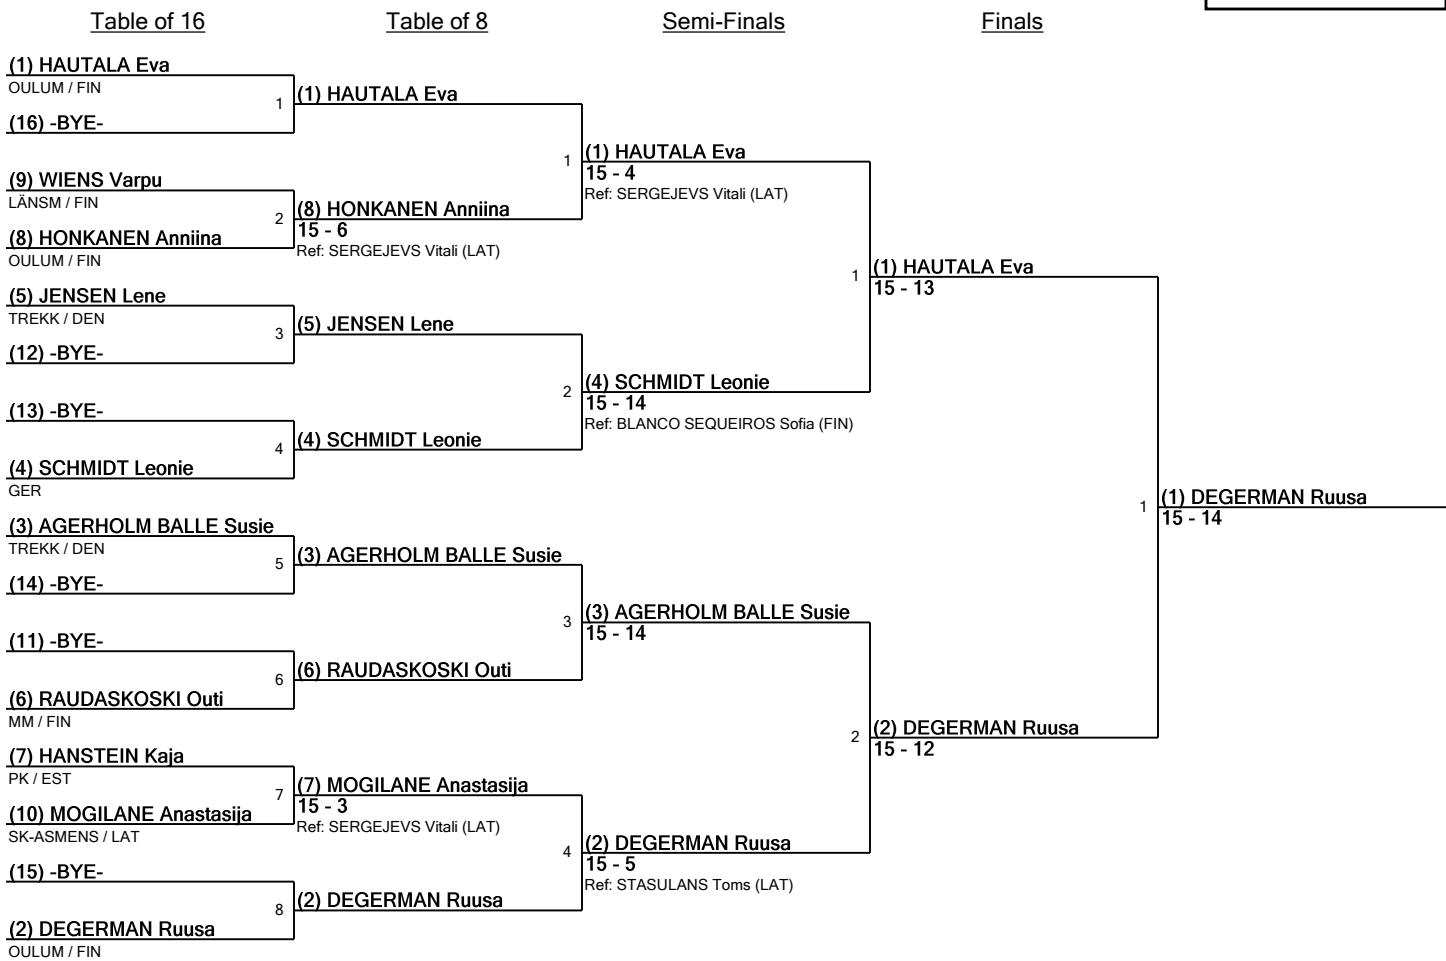 Table of 16
Table of 8
Semi-Finals
Finals
(1) HAUTALA Eva
OULUM / FIN
(16) -BYE-
(9) WIENS Varpu
LÄNSM / FIN
(8) HONKANEN Anniina
OULUM / FIN
(5) JENSEN Lene
TREKK / DEN
(12) -BYE-
(13) -BYE-
(4) SCHMIDT Leonie
GER
(3) AGERHOLM BALLE Susie
TREKK / DEN
(14) -BYE-
(11) -BYE-
(6) RAUDASKOSKI Outi
MM / FIN
(7) HANSTEIN Kaja
PK / EST
(10) MOGILANE Anastasija
SK-ASMENS / LAT
(15) -BYE-
(2) DEGERMAN Ruusa
OULUM / FIN
1
(1) HAUTALA Eva
2
(8) HONKANEN Anniina
15 - 6
Ref: SERGEJEVS Vitali (LAT)
3
(5) JENSEN Lene
4
(4) SCHMIDT Leonie
5
(3) AGERHOLM BALLE Susie
6
(6) RAUDASKOSKI Outi
7
(7) MOGILANE Anastasija
15 - 3
Ref: SERGEJEVS Vitali (LAT)
8
(2) DEGERMAN Ruusa
1
(1) HAUTALA Eva
15 - 4
Ref: SERGEJEVS Vitali (LAT)
2
(4) SCHMIDT Leonie
15 - 14
Ref: BLANCO SEQUEIROS Sofia (FIN)
3
(3) AGERHOLM BALLE Susie
15 - 14
4
(2) DEGERMAN Ruusa
15 - 5
Ref: STASULANS Toms (LAT)
1
(1) HAUTALA Eva
15 - 13
2
(2) DEGERMAN Ruusa
15 - 12
1
(1) DEGERMAN Ruusa
15 - 14